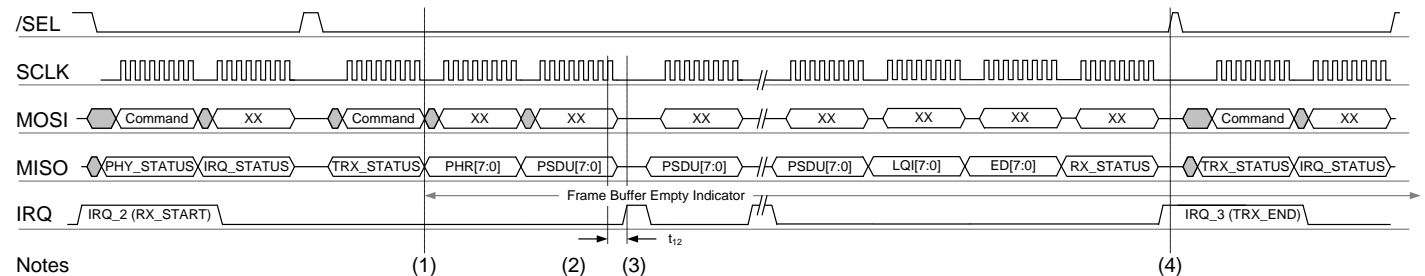 /SEL
SCLK
MOSI Command XX Command XX XX XX XX XX XX XX Command XX
MISO PHY_STATUS IRQ_STATUS TRX_STATUS PHR[7:0] PSDU[7:0] PSDU[7:0] PSDU[7:0] LQI[7:0] ED[7:0] RX_STATUS TRX_STATUS IRQ_STATUS
Frame Buffer Empty Indicator
IRQ IRQ_2 (RX_START) IRQ_3 (TRX_END)
t12
Notes (1) (2) (3) (4)